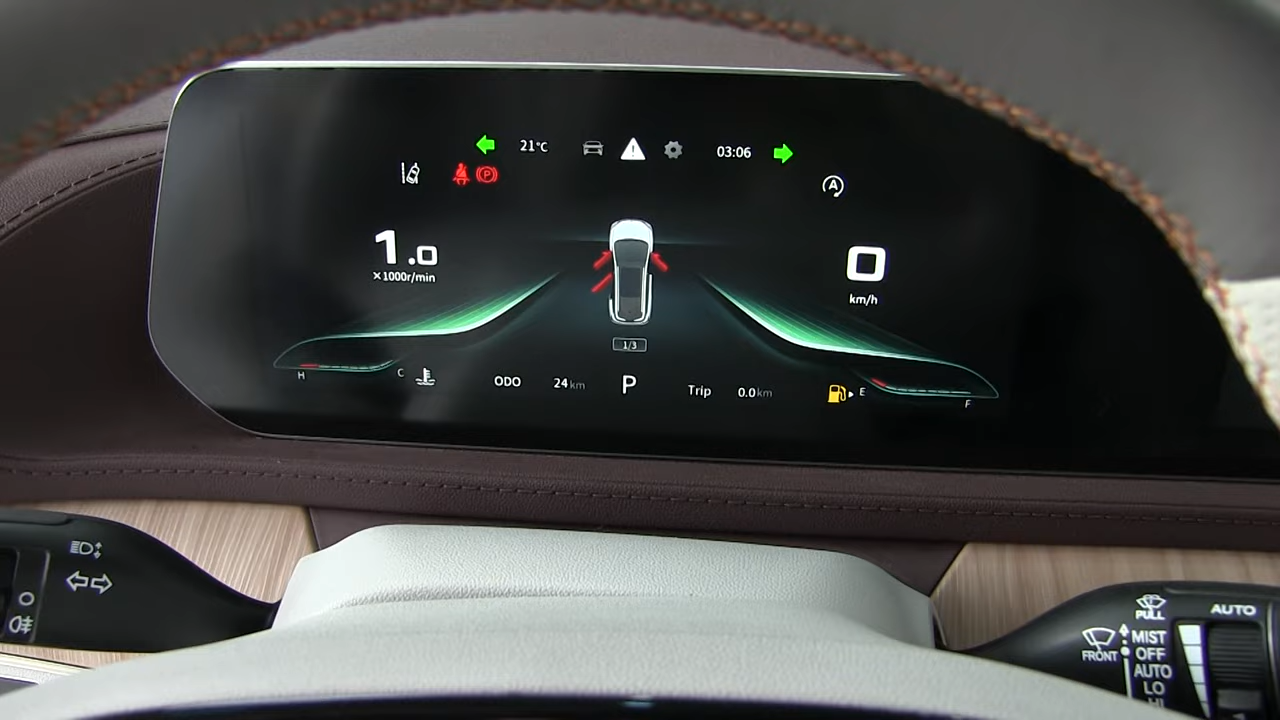 21°C
03:06
P
A
1.0
×1000r/min
0
km/h
1/3
H
C
ODO
24km
P
Trip
0.0km
E
F
PULL
AUTO
FRONT
MIST
OFF
AUTO
LO
HI